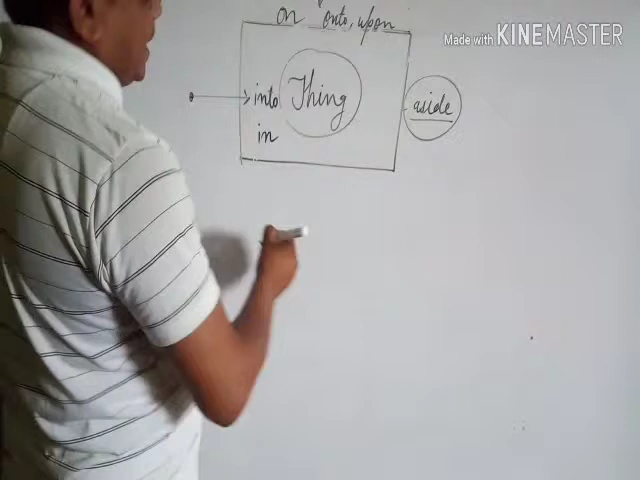 on onto, upon
Made with KINEMASTER
into Thing aside
in